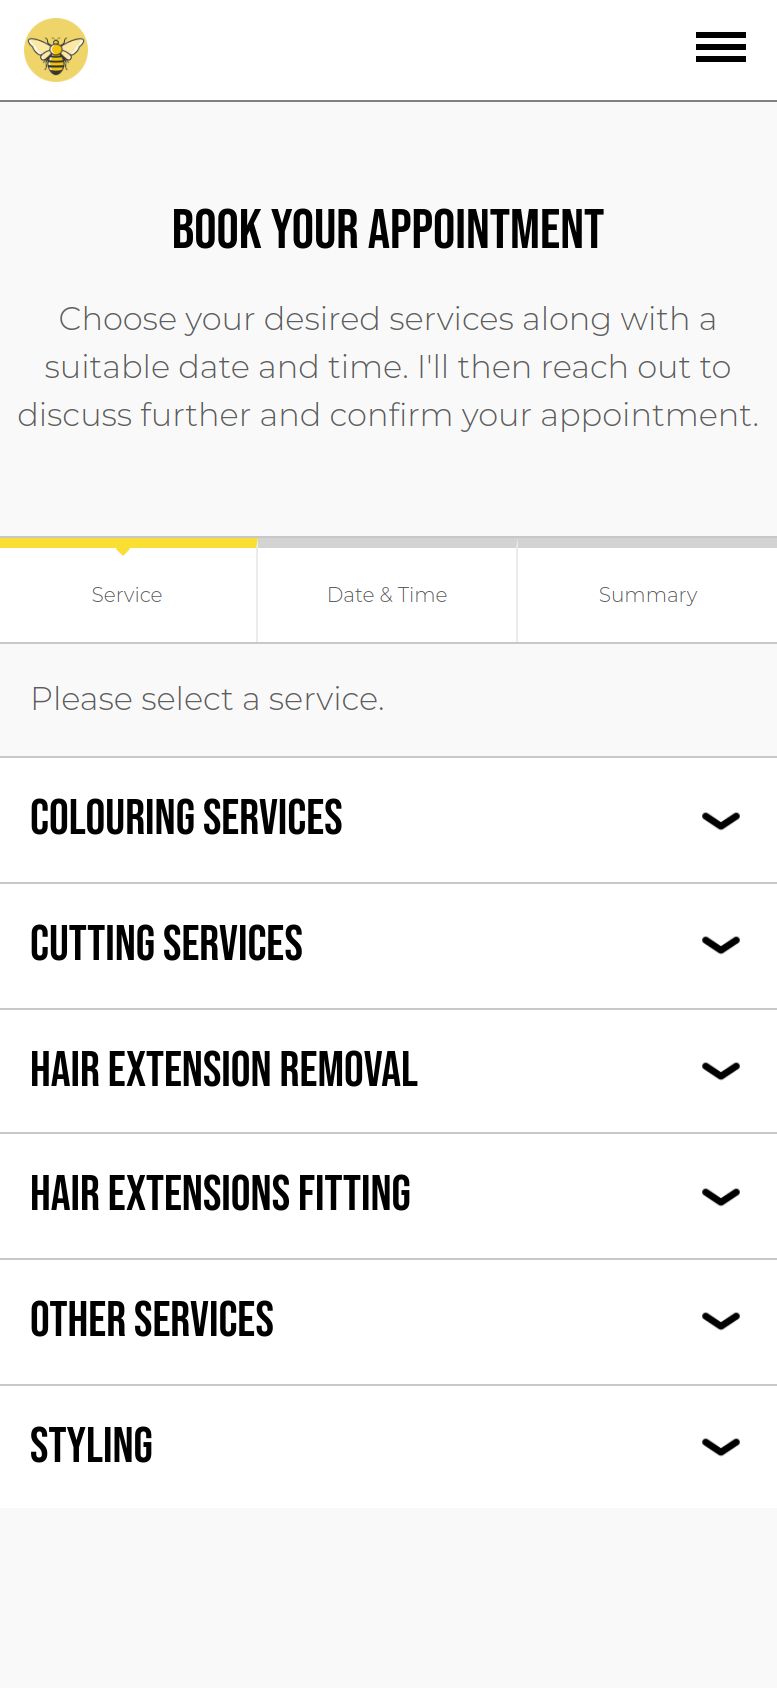 BOOK YOUR APPOINTMENT
Choose your desired services along with a
suitable date and time. I'll then reach out to
discuss further and confirm your appointment.
Service
Date & Time
Summary
Please select a service.
COLOURING SERVICES
CUTTING SERVICES
HAIR EXTENSION REMOVAL
HAIR EXTENSIONS FITTING
OTHER SERVICES
STYLING